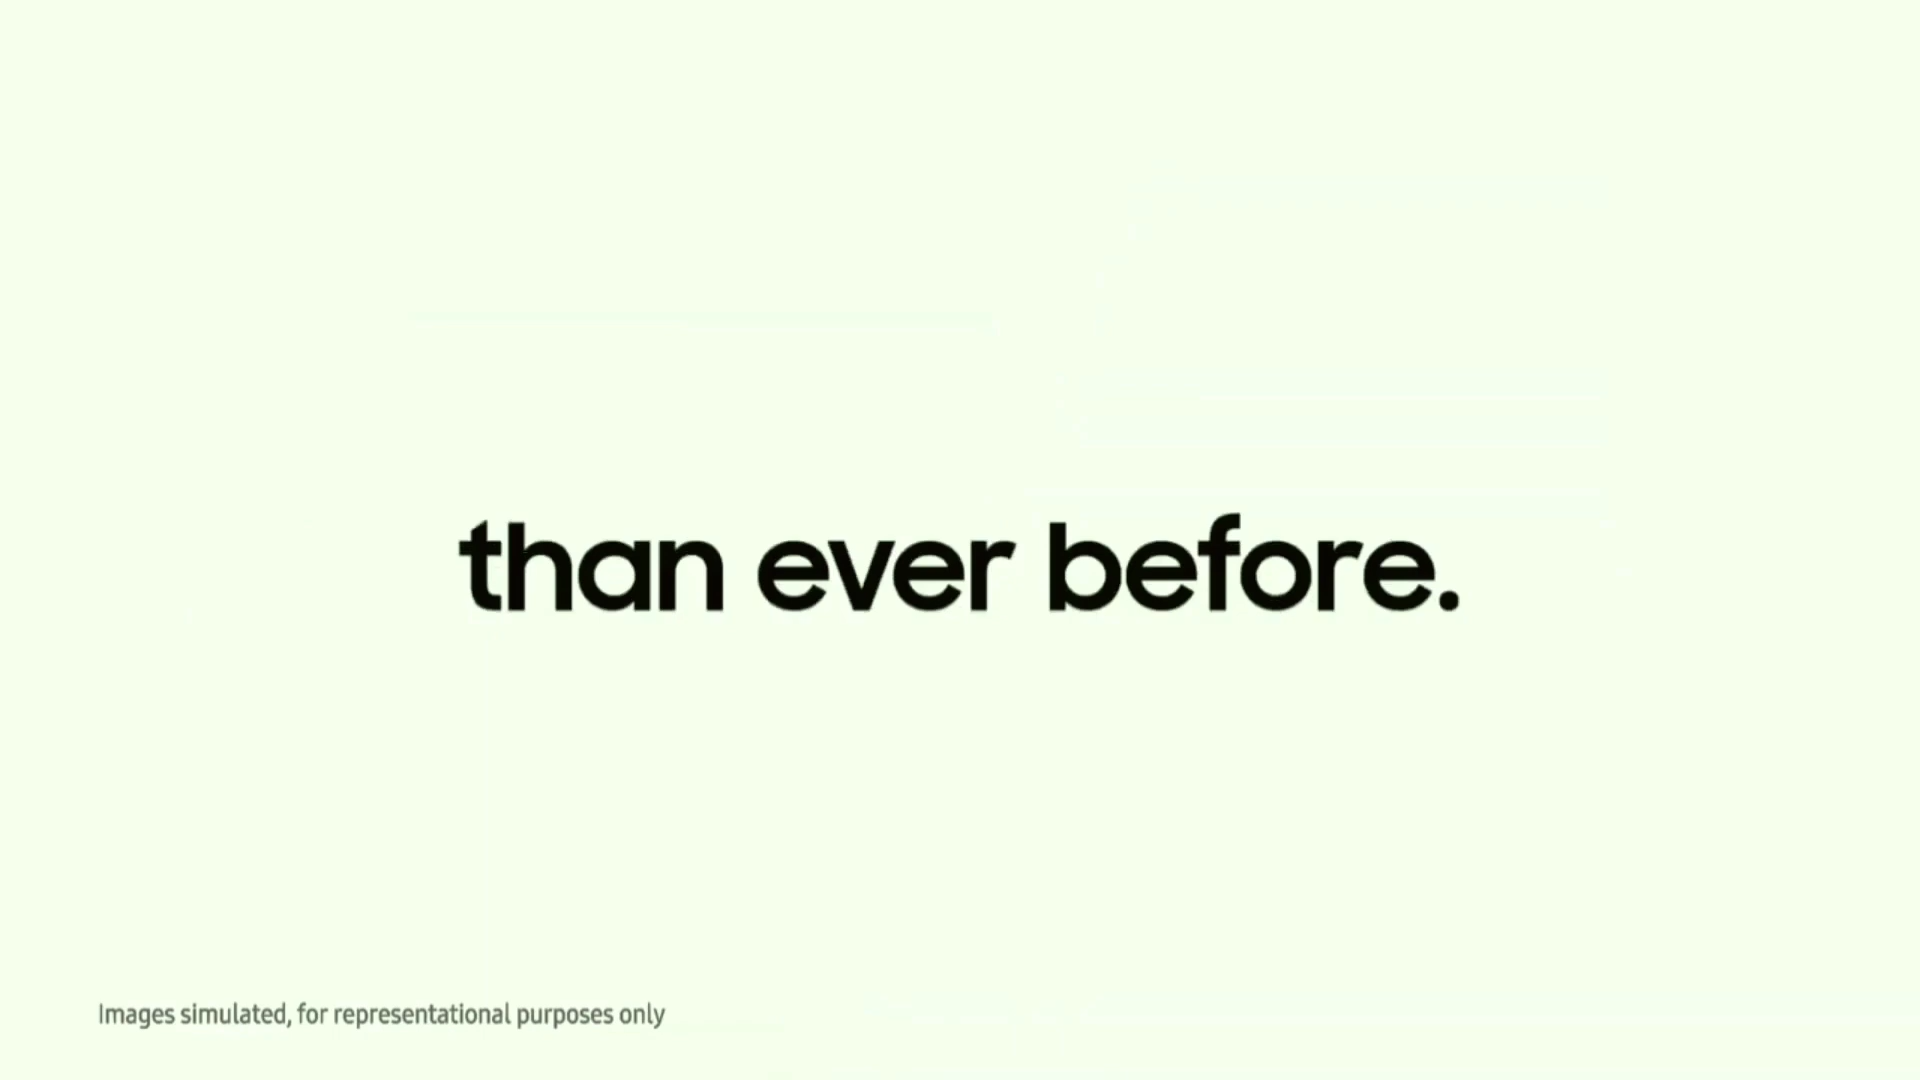 than ever before.
Images simulated, for representational purposes only